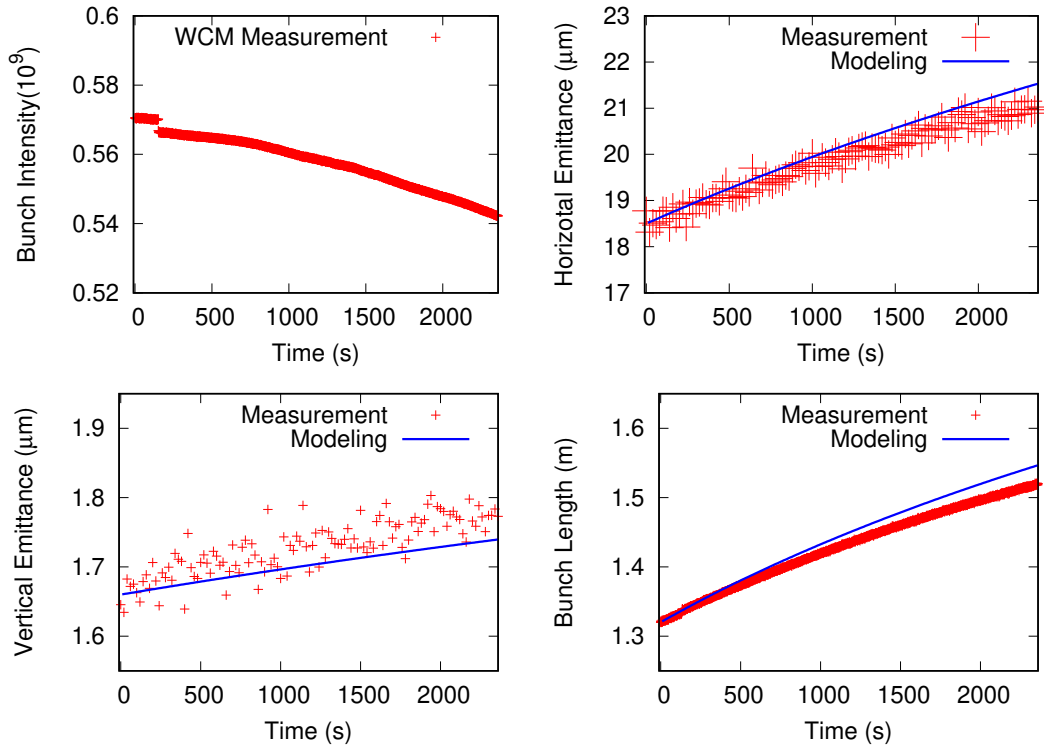 0.6
0.58
0.56
0.54
0.52
Bunch Intensity(10^9)
WCM Measurement
0 500 1000 1500 2000
Time (s)
23
22
21
20
19
18
17
Horizotal Emittance (μm)
Measurement
Modeling
0 500 1000 1500 2000
Time (s)
1.9
1.8
1.7
1.6
Vertical Emittance (μm)
Measurement
Modeling
0 500 1000 1500 2000
Time (s)
1.6
1.5
1.4
1.3
Bunch Length (m)
Measurement
Modeling
0 500 1000 1500 2000
Time (s)